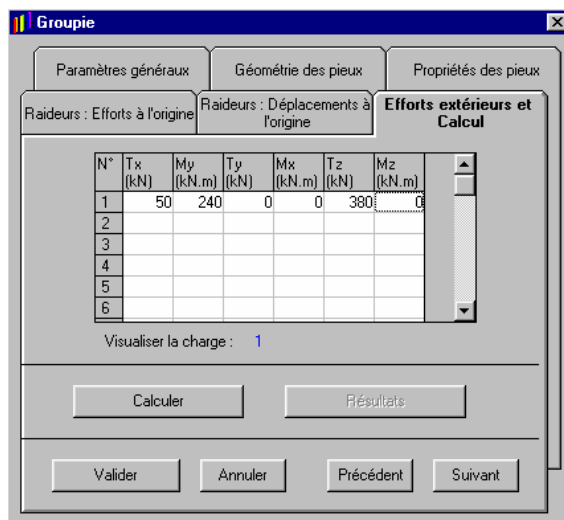 Groupie
Paramètres généraux Géométrie des pieux Propriétés des pieux
Raideurs : Efforts à l'origine Raideurs : Déplacements à l'origine Efforts extérieurs et Calcul
N° Tx (kN) My (kN.m) Ty (kN) Mx (kN.m) Tz (kN) Mz (kN.m)
1 50 240 0 0 380 0
2
3
4
5
6
Visualiser la charge : 1
Calculer Résultats
Valider Annuler Précédent Suivant